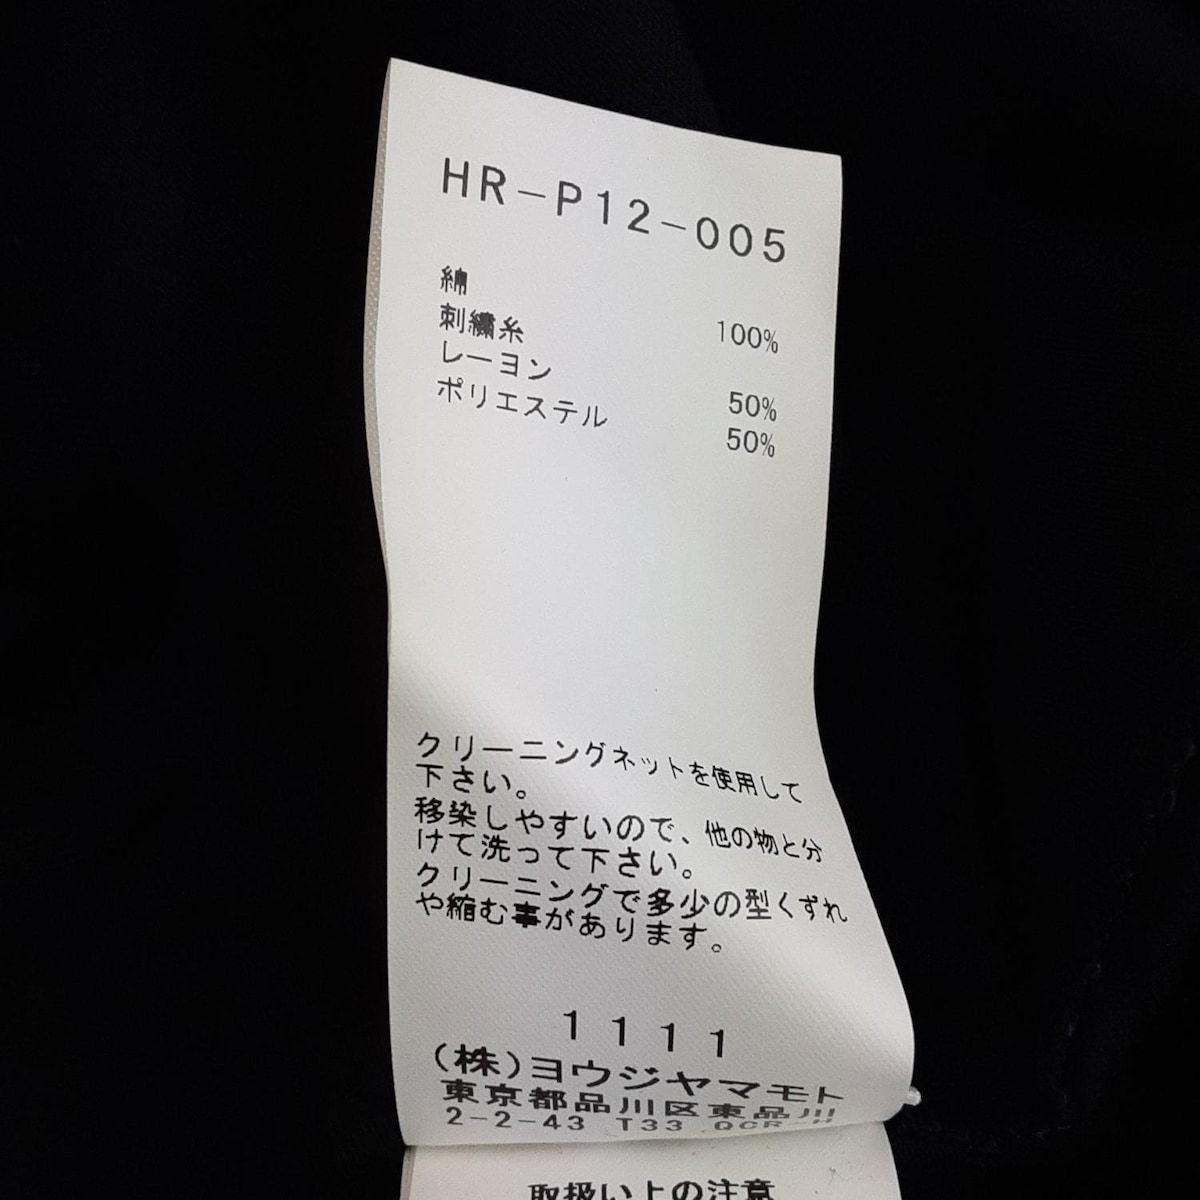 HR-P12-005
綿 100%
刺繍糸
レーヨン 50%
ポリエステル 50%
クリーニングネットを使用して
下さい。
移染しやすいので、他の物と分
けて洗って下さい。
クリーニングで多少の型くずれ
や縮む事があります。
1111
(株)ヨウジヤマモト
東京都品川区東品川
2-2-43 T33 OCR-H
取扱い上の注意